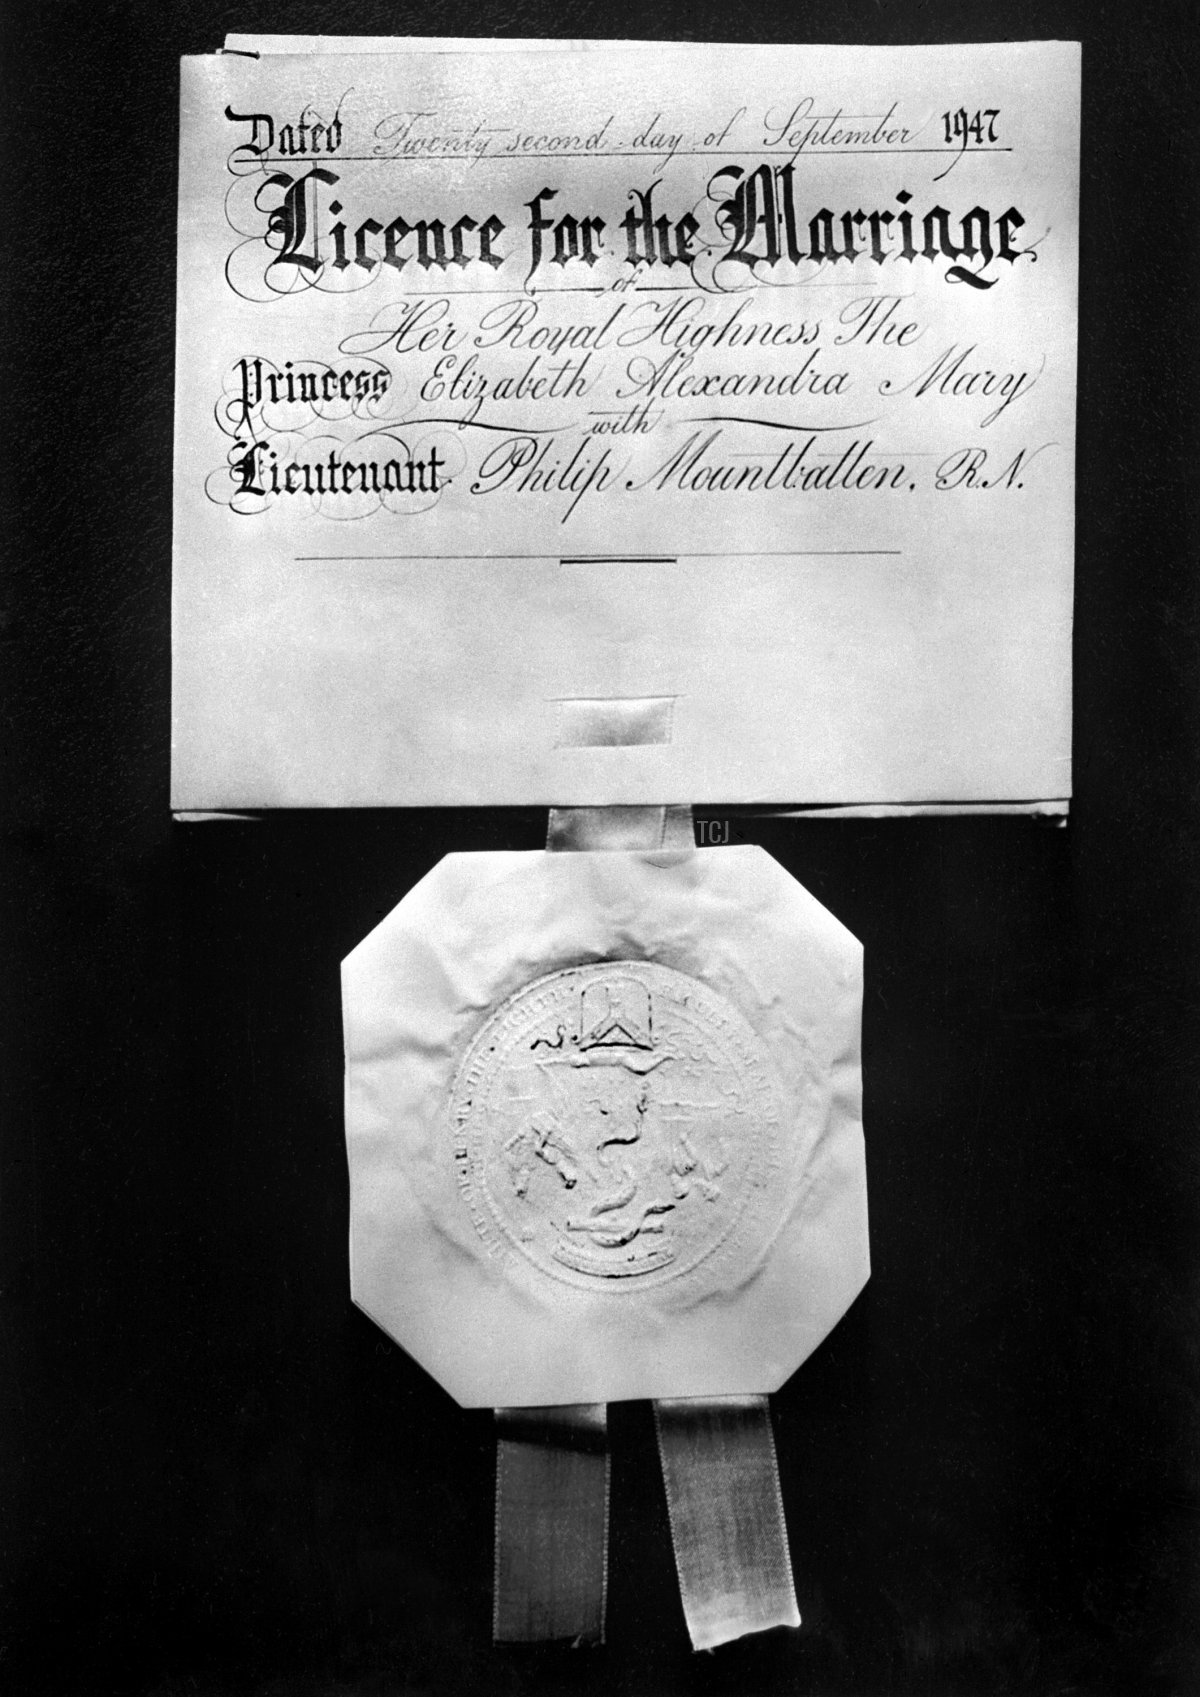 Dated Twenty second day of September 1947
Licence for the Marriage
of
Her Royal Highness The
Princess Elizabeth Alexandra Mary
with
Lieutenant Philip Mountbatten. R.N.
TCJ